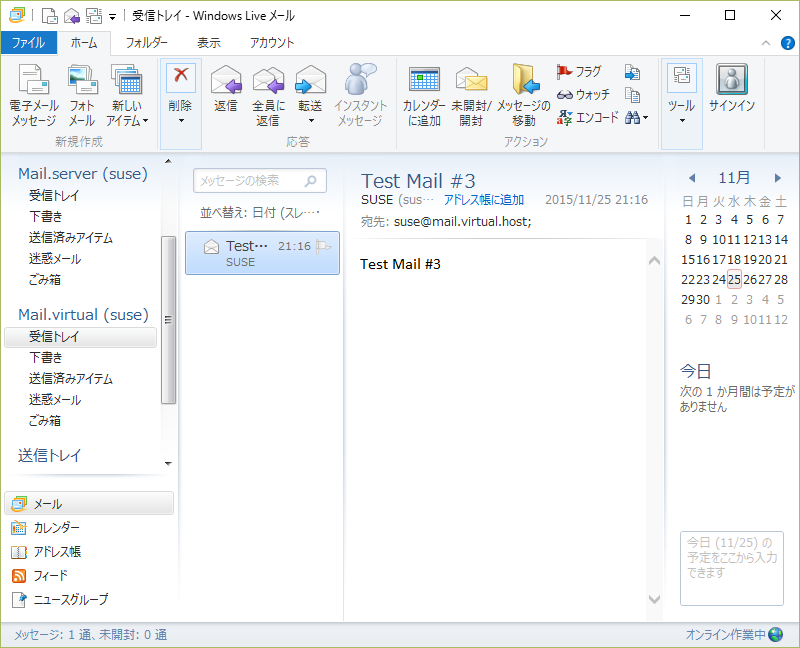 受信トレイ - Windows Live メール
ファイル ホーム フォルダー 表示 アカウント
電子メール メッセージ
フォト メール
新しい アイテム
新規作成
削除
返信
全員に 返信
転送
インスタント メッセージ
応答
カレンダー に追加
未開封/ 開封
メッセージの 移動
フラグ
ウォッチ
エンコード
アクション
ツール
サインイン
Mail.server (suse)
受信トレイ
下書き
送信済みアイテム
迷惑メール
ごみ箱
Mail.virtual (suse)
受信トレイ
下書き
送信済みアイテム
迷惑メール
ごみ箱
送信トレイ
メール
カレンダー
アドレス帳
フィード
ニュースグループ
メッセージの検索
並べ替え: 日付 (スレ…
Test… 21:16
SUSE
Test Mail #3
SUSE (sus… アドレス帳に追加 2015/11/25 21:16
宛先: suse@mail.virtual.host;
Test Mail #3
11月
日 月 火 水 木 金 土
1 2 3 4 5 6 7
8 9 10 11 12 13 14
15 16 17 18 19 20 21
22 23 24 25 26 27 28
29 30 1 2 3 4 5
6 7 8 9 10 11 12
今日
次の 1 か月間は予定が
ありません
今日 (11/25) の
予定をここから入力
できます
メッセージ: 1 通、未開封: 0 通
オンライン作業中